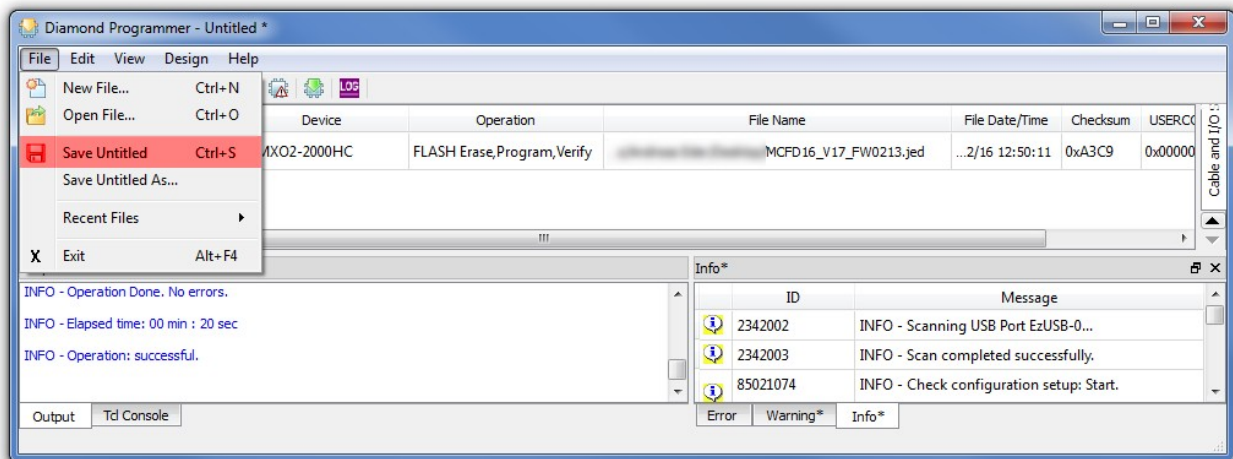 Diamond Programmer - Untitled *
File Edit View Design Help
New File... Ctrl+N
LOG
Open File... Ctrl+O
Device Operation File Name File Date/Time Checksum USERCO
Save Untitled Ctrl+S
MXO2-2000HC FLASH Erase,Program,Verify MCFD16_V17_FW0213.jed ...2/16 12:50:11 0xA3C9 0x00000
Cable and I/O S
Save Untitled As...
Recent Files
X Exit Alt+F4
Info*
INFO - Operation Done. No errors.
INFO - Elapsed time: 00 min : 20 sec
INFO - Operation: successful.
ID Message
2342002 INFO - Scanning USB Port EzUSB-0...
2342003 INFO - Scan completed successfully.
85021074 INFO - Check configuration setup: Start.
Output Tcl Console
Error Warning* Info*